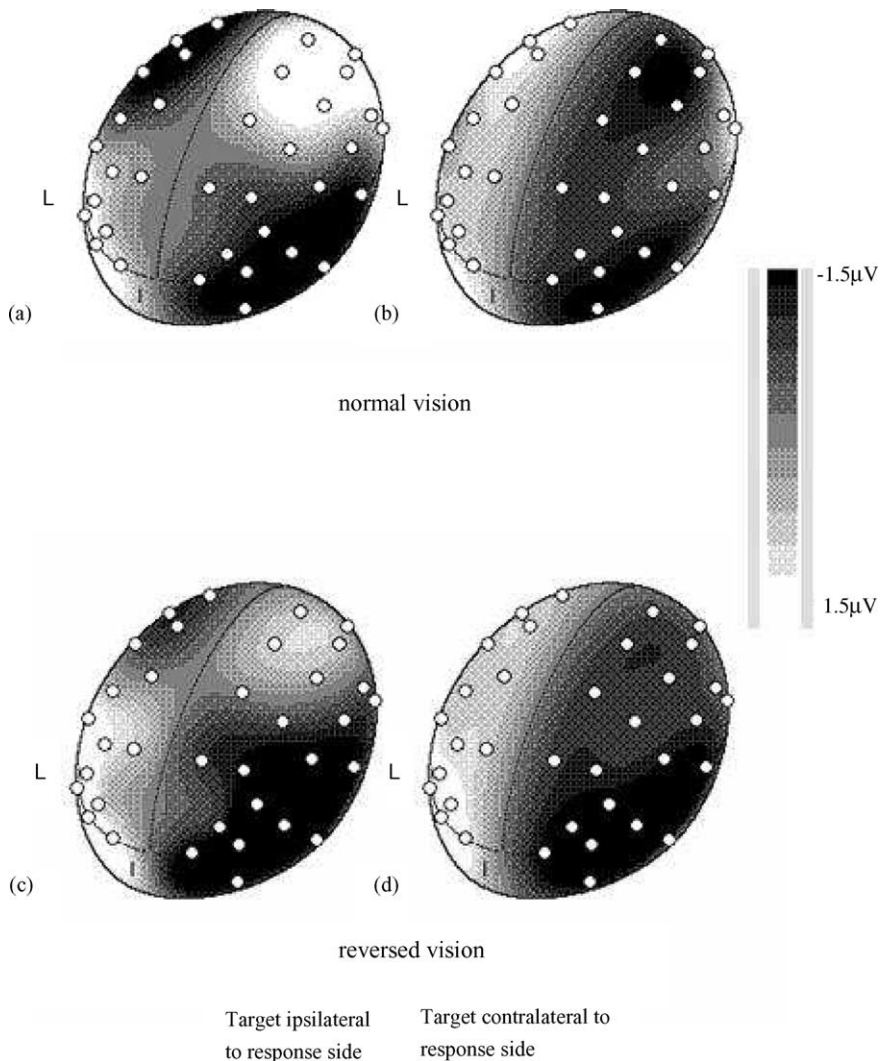 L
L
(a)
(b)
-1.5μV
normal vision
1.5μV
L
L
(c)
(d)
reversed vision
Target ipsilateral
to response side
Target contralateral to
response side